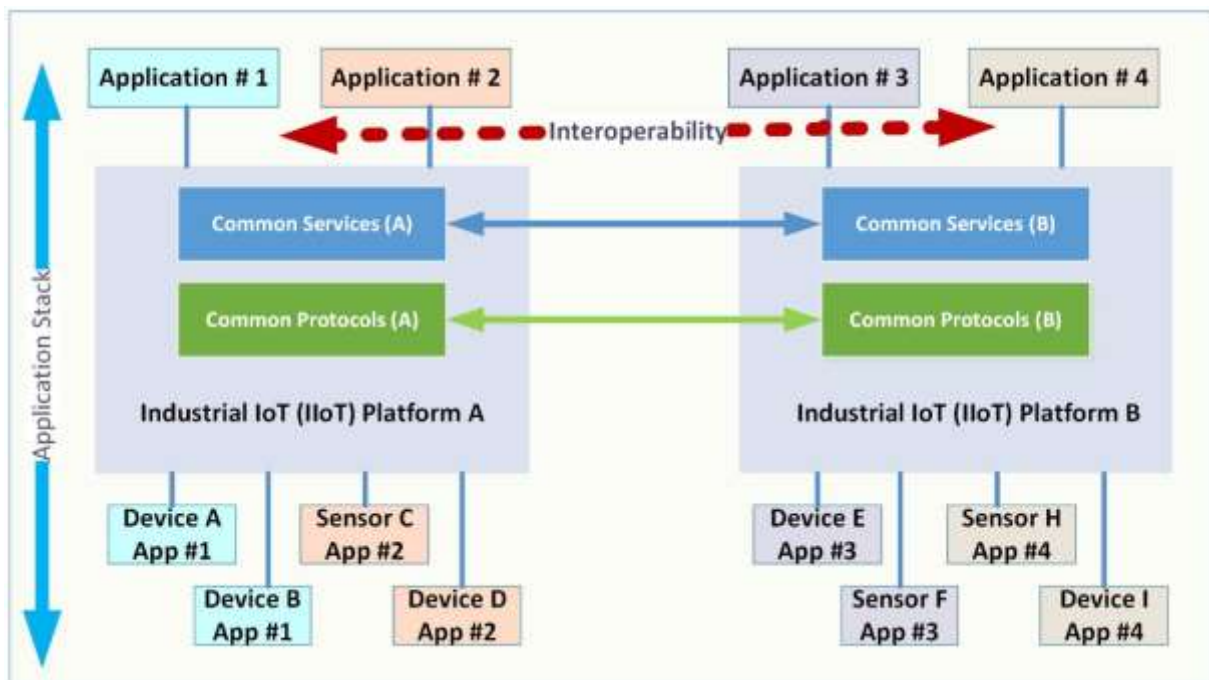 Application # 1
Application # 2
Application # 3
Application # 4
Interoperability
Application Stack
Common Services (A)
Common Services (B)
Common Protocols (A)
Common Protocols (B)
Industrial IoT (IIoT) Platform A
Industrial IoT (IIoT) Platform B
Device A
App #1
Sensor C
App #2
Device E
App #3
Sensor H
App #4
Device B
App #1
Device D
App #2
Sensor F
App #3
Device I
App #4